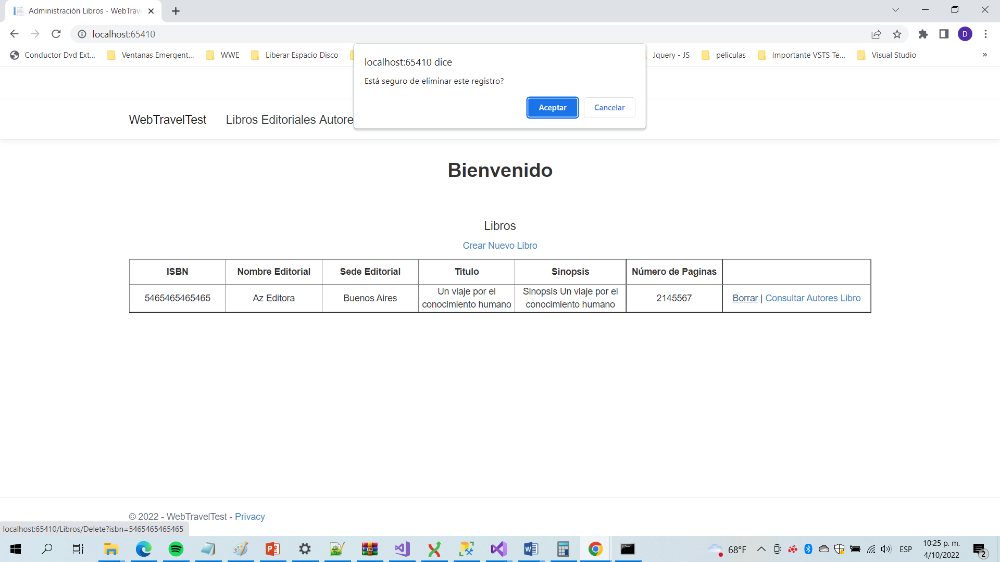 Administración Libros - WebTrave
localhost:65410
Conductor Dvd Ext... Ventanas Emergent... WWE Liberar Espacio Disco Jquery - JS peliculas Importante VSTS Te... Visual Studio »
localhost:65410 dice
Está seguro de eliminar este registro?
Aceptar Cancelar
WebTravelTest Libros Editoriales Autore
Bienvenido
Libros
Crear Nuevo Libro
ISBN Nombre Editorial Sede Editorial Titulo Sinopsis Número de Paginas
5465465465465 Az Editora Buenos Aires Un viaje por el conocimiento humano Sinopsis Un viaje por el conocimiento humano 2145567 Borrar | Consultar Autores Libro
© 2022 - WebTravelTest - Privacy
localhost:65410/Libros/Delete?isbn=5465465465465
68°F ESP 10:25 p. m.
4/10/2022 2
D